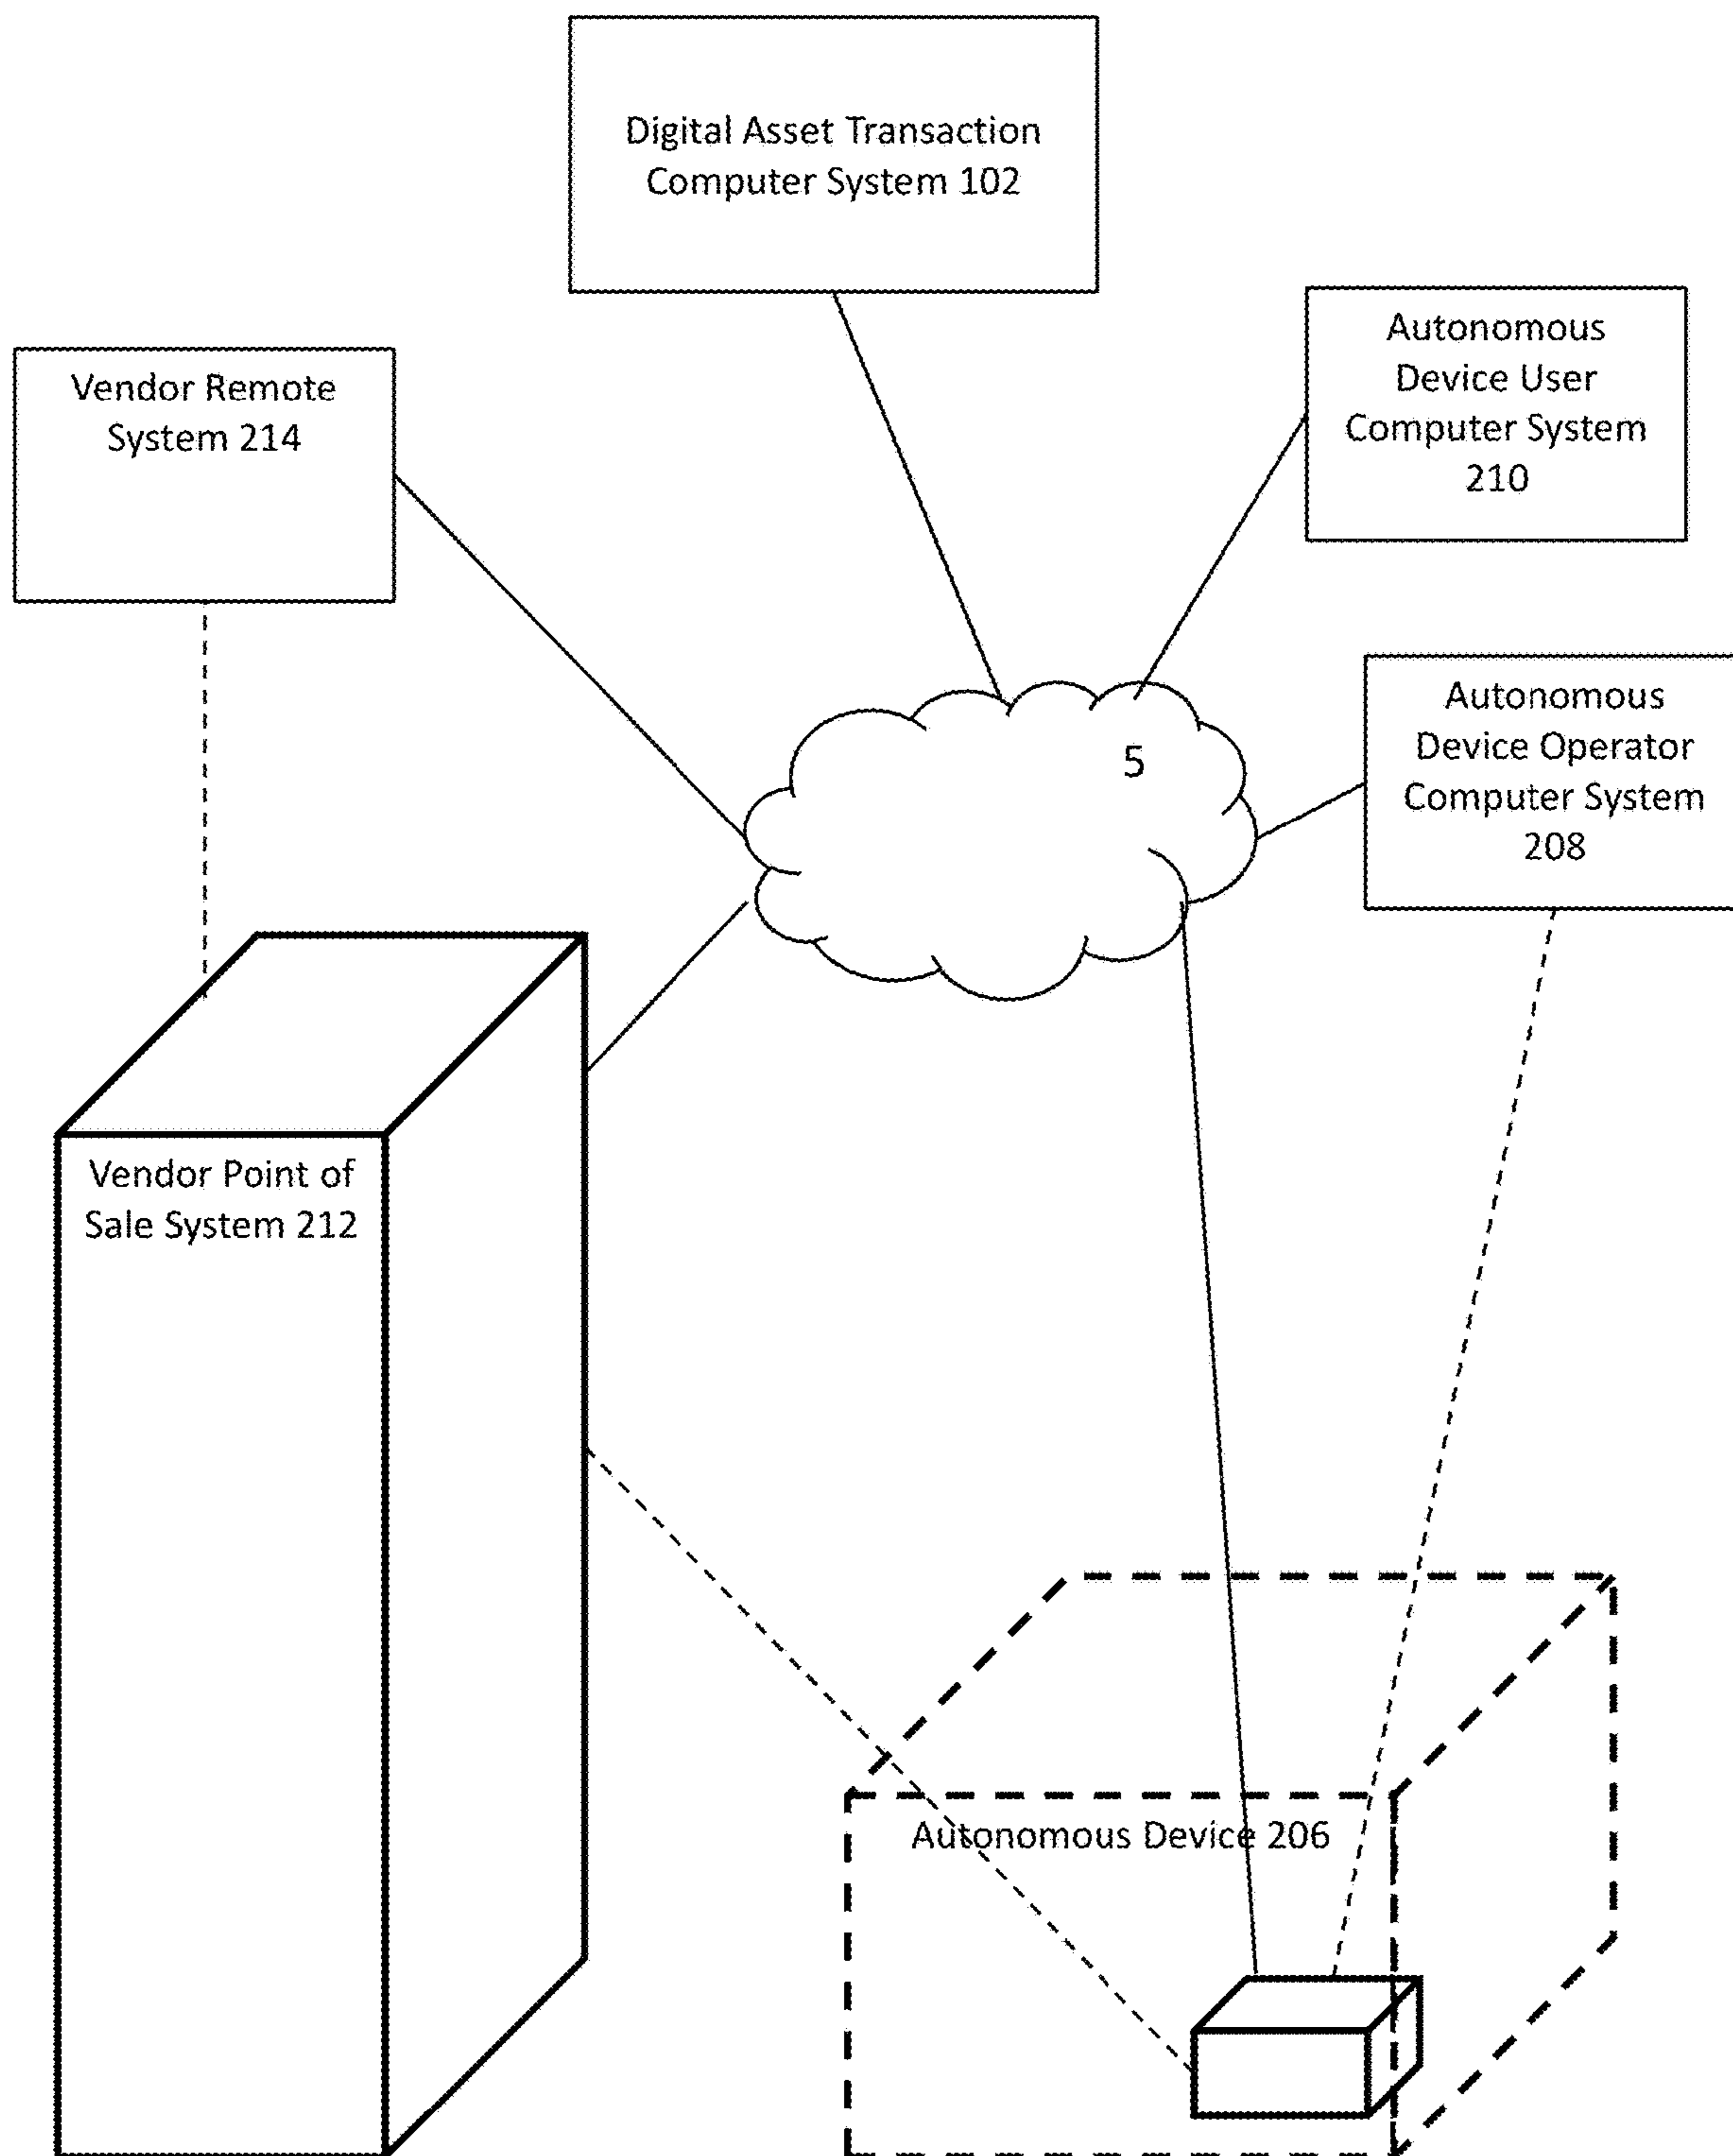 Digital Asset Transaction
Computer System 102
Autonomous
Device User
Computer System
210
Vendor Remote
System 214
Autonomous
Device Operator
Computer System
208
5
Vendor Point of
Sale System 212
Autonomous Device 206